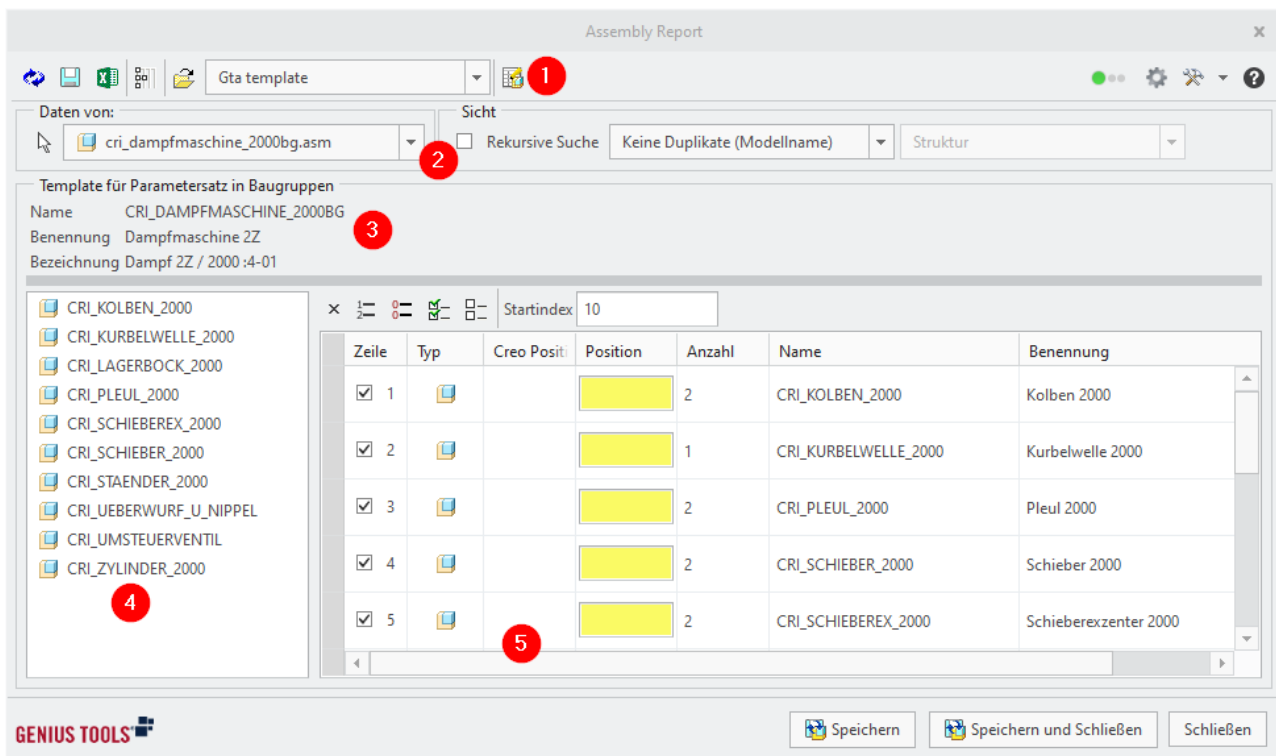 Assembly Report
Gta template
1
Daten von:
Sicht
cri_dampfmaschine_2000bg.asm
2
Rekursive Suche
Keine Duplikate (Modellname)
Struktur
Template für Parametersatz in Baugruppen
Name CRI_DAMPFMASCHINE_2000BG
3
Benennung Dampfmaschine 2Z
Bezeichnung Dampf 2Z / 2000 :4-01
CRI_KOLBEN_2000
CRI_KURBELWELLE_2000
CRI_LAGERBOCK_2000
CRI_PLEUL_2000
CRI_SCHIEBEREX_2000
CRI_SCHIEBER_2000
CRI_STAENDER_2000
CRI_UEBERWURF_U_NIPPEL
CRI_UMSTEUERVENTIL
CRI_ZYLINDER_2000
4
Startindex 10
Zeile Typ Creo Positi Position Anzahl Name Benennung
1 2 CRI_KOLBEN_2000 Kolben 2000
2 1 CRI_KURBELWELLE_2000 Kurbelwelle 2000
3 2 CRI_PLEUL_2000 Pleul 2000
4 2 CRI_SCHIEBER_2000 Schieber 2000
5 2 CRI_SCHIEBEREX_2000 Schieberexzenter 2000
5
GENIUS TOOLS
Speichern
Speichern und Schließen
Schließen